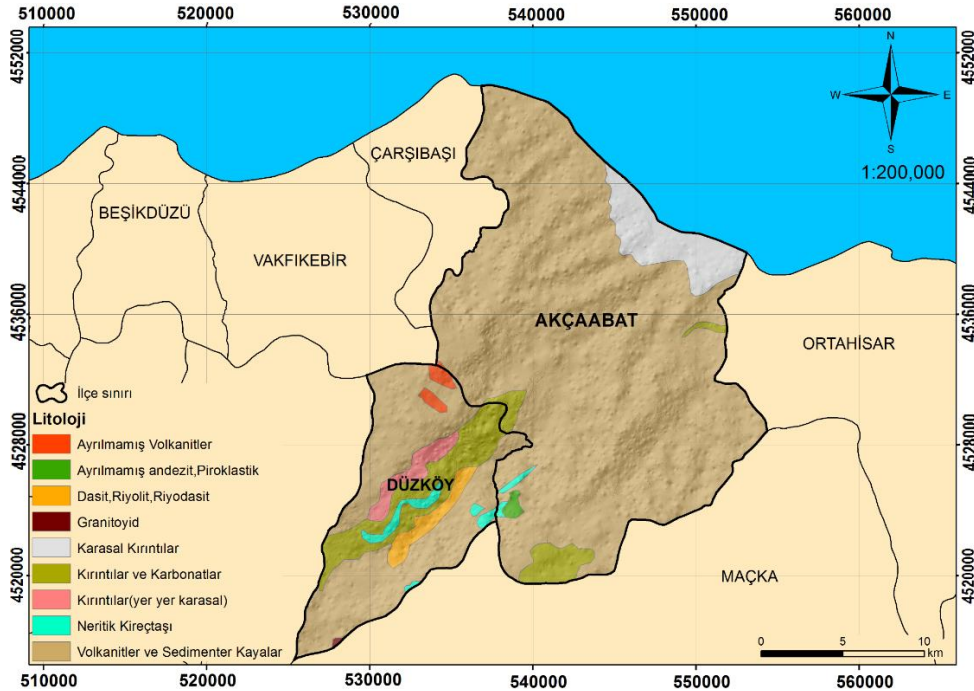 510000 520000 530000 540000 550000 560000
4552000 4552000
N
W E
S
1:200,000
ÇARŞIBAŞI
4544000 4544000
BEŞİKDÜZÜ
VAKFIKEBİR
4536000 4536000
AKÇAABAT
ORTAHİSAR
İlçe sınırı
Litoloji
Ayrılmamış Volkanitler
4528000 4528000
Ayrılmamış andezit,Piroklastik
DÜZKÖY
Dasit,Riyolit,Riyodasit
Granitoyid
Karasal Kırıntılar
Kırıntılar ve Karbonatlar
4520000 4520000
MAÇKA
Kırıntılar(yer yer karasal)
Neritik Kireçtaşı
Volkanitler ve Sedimenter Kayalar
0 5 10
km
510000 520000 530000 540000 550000 560000